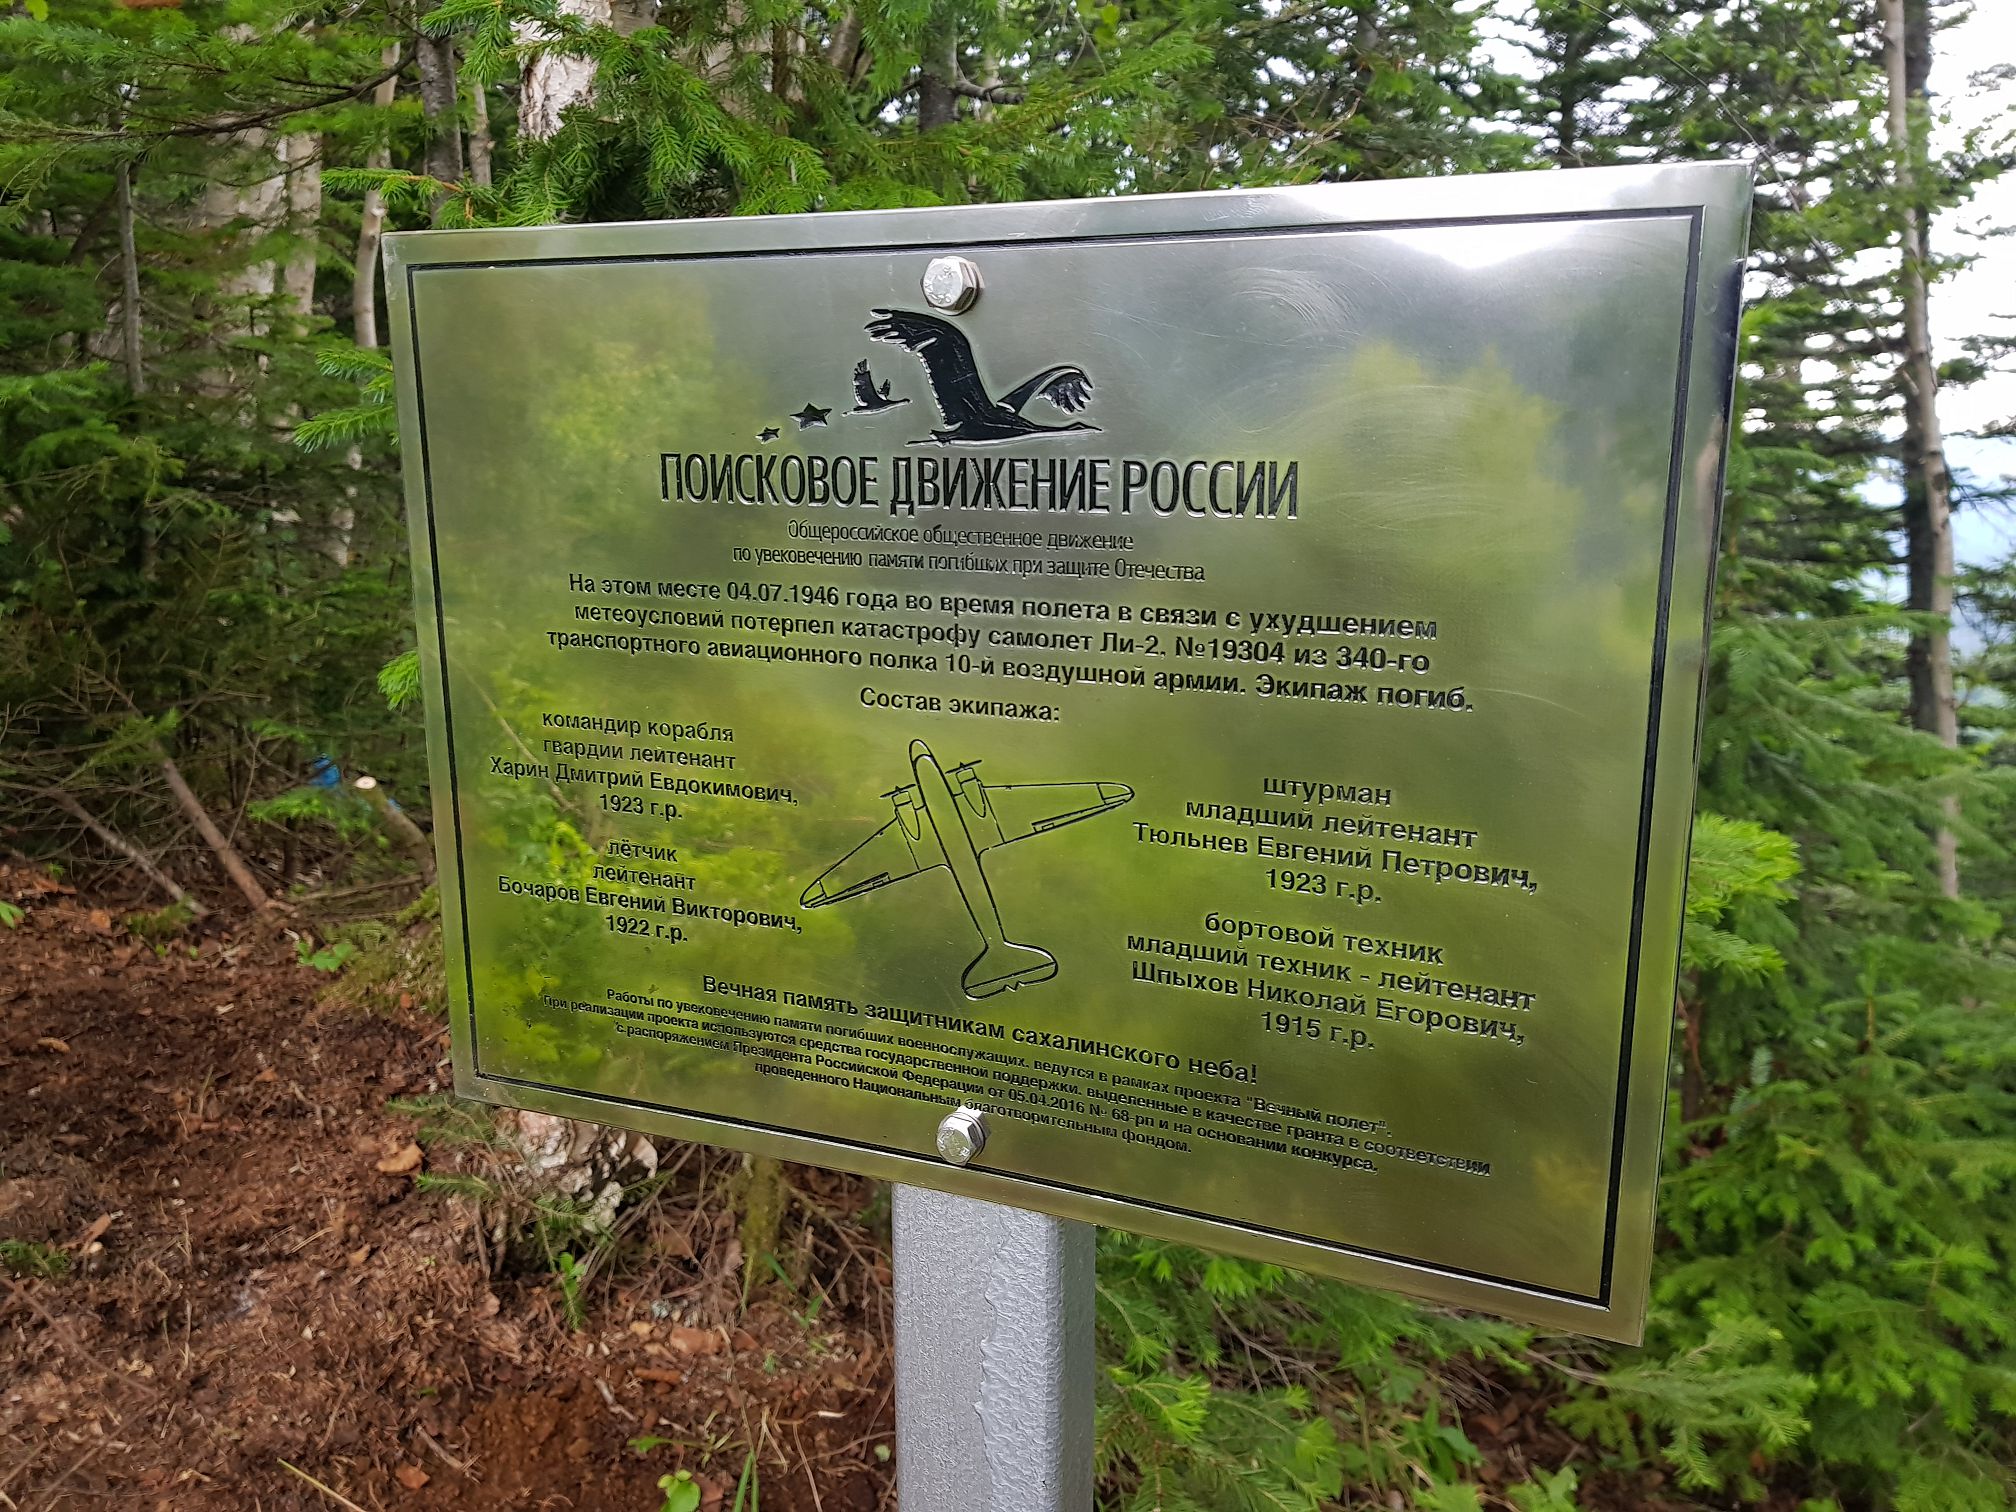 ПОИСКОВОЕ ДВИЖЕНИЕ РОССИИ
Общероссийское общественное движение
по увековечению памяти погибших при защите Отечества
На этом месте 04.07.1946 года во время полета в связи с ухудшением
метеоусловий потерпел катастрофу самолет Ли-2, №19304 из 340-го
транспортного авиационного полка 10-й воздушной армии. Экипаж погиб.
Состав экипажа:
командир корабля
гвардии лейтенант
Харин Дмитрий Евдокимович,
1923 г.р.
лётчик
лейтенант
Бочаров Евгений Викторович,
1922 г.р.
штурман
младший лейтенант
Тюльнев Евгений Петрович,
1923 г.р.
бортовой техник
младший техник - лейтенант
Шпыхов Николай Егорович,
1915 г.р.
Вечная память защитникам сахалинского неба!
Работы по увековечению памяти погибших военнослужащих, ведутся в рамках проекта "Вечный полет".
При реализации проекта используются средства государственной поддержки, выделенные в качестве гранта в соответствии
с распоряжением Президента Российской Федерации от 05.04.2016 № 68-рп и на основании конкурса,
проведенного Национальным благотворительным фондом.